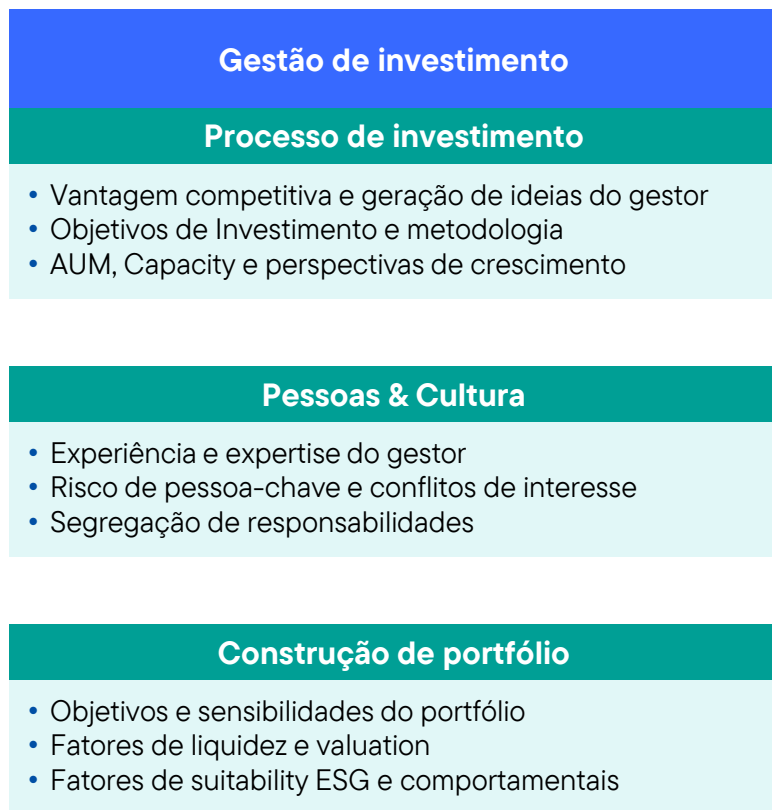 Gestão de investimento
Processo de investimento
• Vantagem competitiva e geração de ideias do gestor
• Objetivos de Investimento e metodologia
• AUM, Capacity e perspectivas de crescimento
Pessoas & Cultura
• Experiência e expertise do gestor
• Risco de pessoa-chave e conflitos de interesse
• Segregação de responsabilidades
Construção de portfólio
• Objetivos e sensibilidades do portfólio
• Fatores de liquidez e valuation
• Fatores de suitability ESG e comportamentais